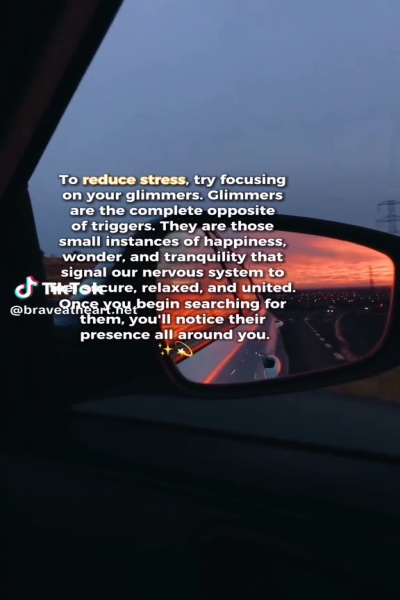 To reduce stress, try focusing
on your glimmers. Glimmers
are the complete opposite
of triggers. They are those
small instances of happiness,
wonder, and tranquility that
signal our nervous system to
secure, relaxed, and united.
Once you begin searching for
them, you'll notice their
presence all around you.
TikTok
@braveatheart.net